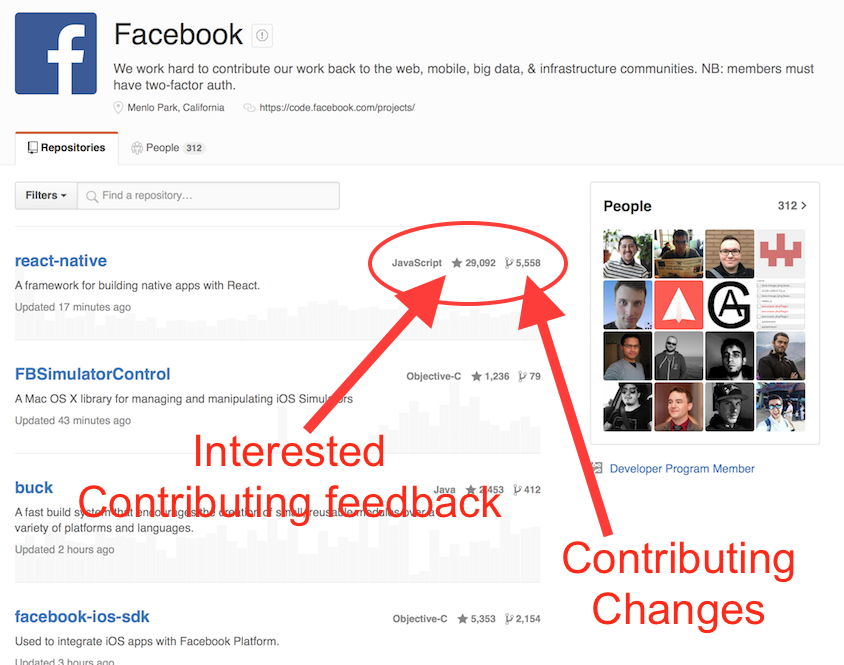 Facebook
We work hard to contribute our work back to the web, mobile, big data, & infrastructure communities. NB: members must
have two-factor auth.
Menlo Park, California https://code.facebook.com/projects/
Repositories People 312
Filters Find a repository...
People 312
react-native JavaScript 29,092 5,558
A framework for building native apps with React.
Updated 17 minutes ago
FBSimulatorControl Objective-C 1,236 79
A Mac OS X library for managing and manipulating iOS Simulators
Updated 43 minutes ago
Interested
Contributing feedback
buck Java 2,453 412
A fast build system that encourages the creation of small, reusable modules over a
variety of platforms and languages.
Updated 2 hours ago
Developer Program Member
Contributing
Changes
facebook-ios-sdk Objective-C 5,353 2,154
Used to integrate iOS apps with Facebook Platform.
Updated 3 hours ago